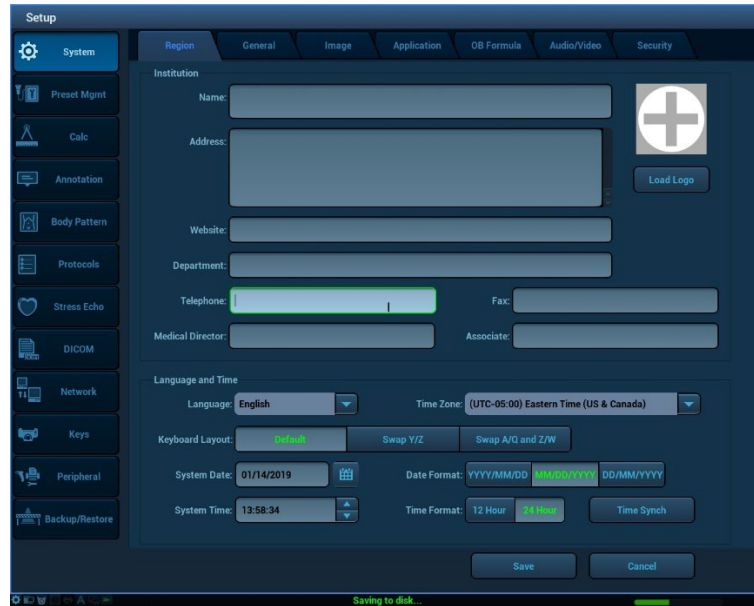 Setup
System
Region General Image Application OB Formula Audio/Video Security
Institution
Preset Mgmt
Name:
Calc
Address:
Annotation
Load Logo
Body Pattern
Website:
Protocols
Department:
Stress Echo
Telephone: Fax:
DICOM
Medical Director: Associate:
Language and Time
Network
Language: English Time Zone: (UTC-05:00) Eastern Time (US & Canada)
Keys
Keyboard Layout: Default Swap Y/Z Swap A/Q and Z/W
Peripheral
System Date: 01/14/2019 Date Format: YYYY/MM/DD MM/DD/YYYY DD/MM/YYYY
Backup/Restore
System Time: 13:58:34 Time Format: 12 Hour 24 Hour Time Synch
Save Cancel
A
Saving to disk...